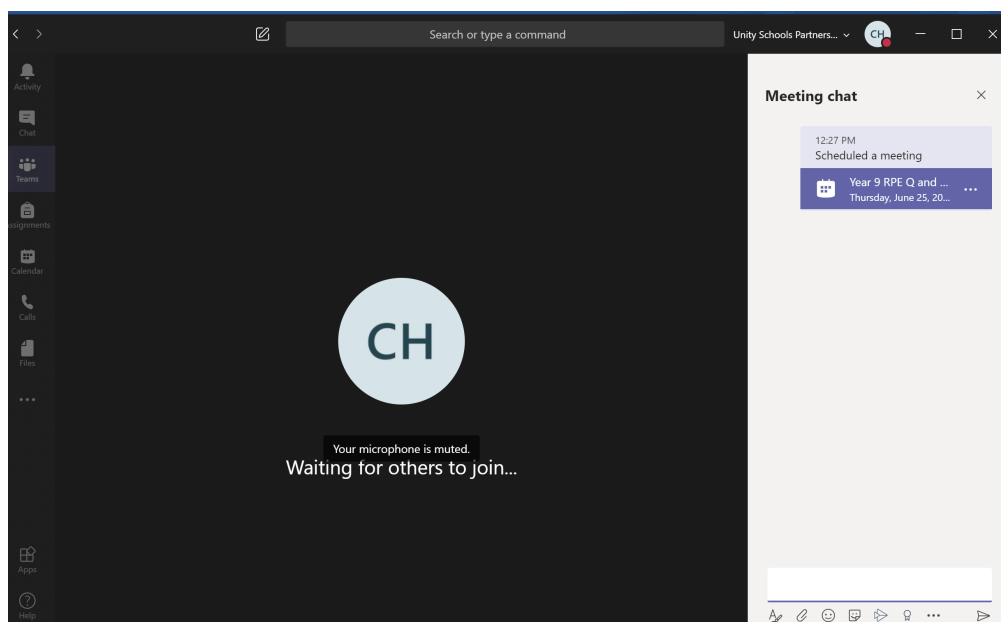 Search or type a command
Unity Schools Partners...
CH
Activity
Chat
Teams
ssignments
Calendar
Calls
Files
Apps
Help
CH
Your microphone is muted.
Waiting for others to join...
Meeting chat
12:27 PM
Scheduled a meeting
Year 9 RPE Q and ...
Thursday, June 25, 20...